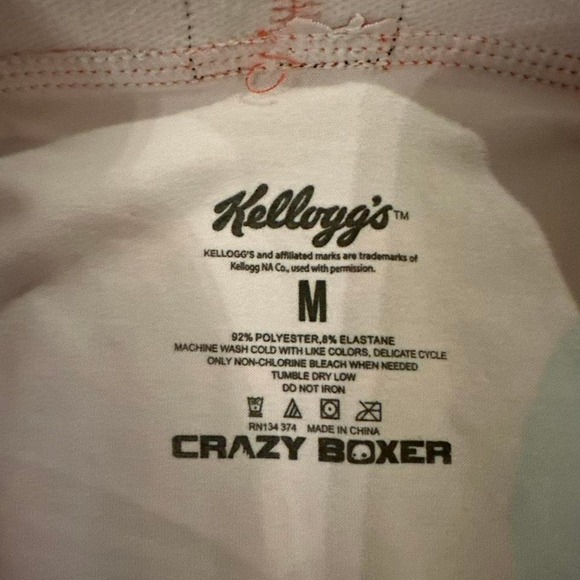 Kellogg's™
KELLOGG'S and affiliated marks are trademarks of
Kellogg NA Co., used with permission.
M
92% POLYESTER,8% ELASTANE
MACHINE WASH COLD WITH LIKE COLORS, DELICATE CYCLE
ONLY NON-CHLORINE BLEACH WHEN NEEDED
TUMBLE DRY LOW
DO NOT IRON
RN134 374 MADE IN CHINA
CRAZY BOXER